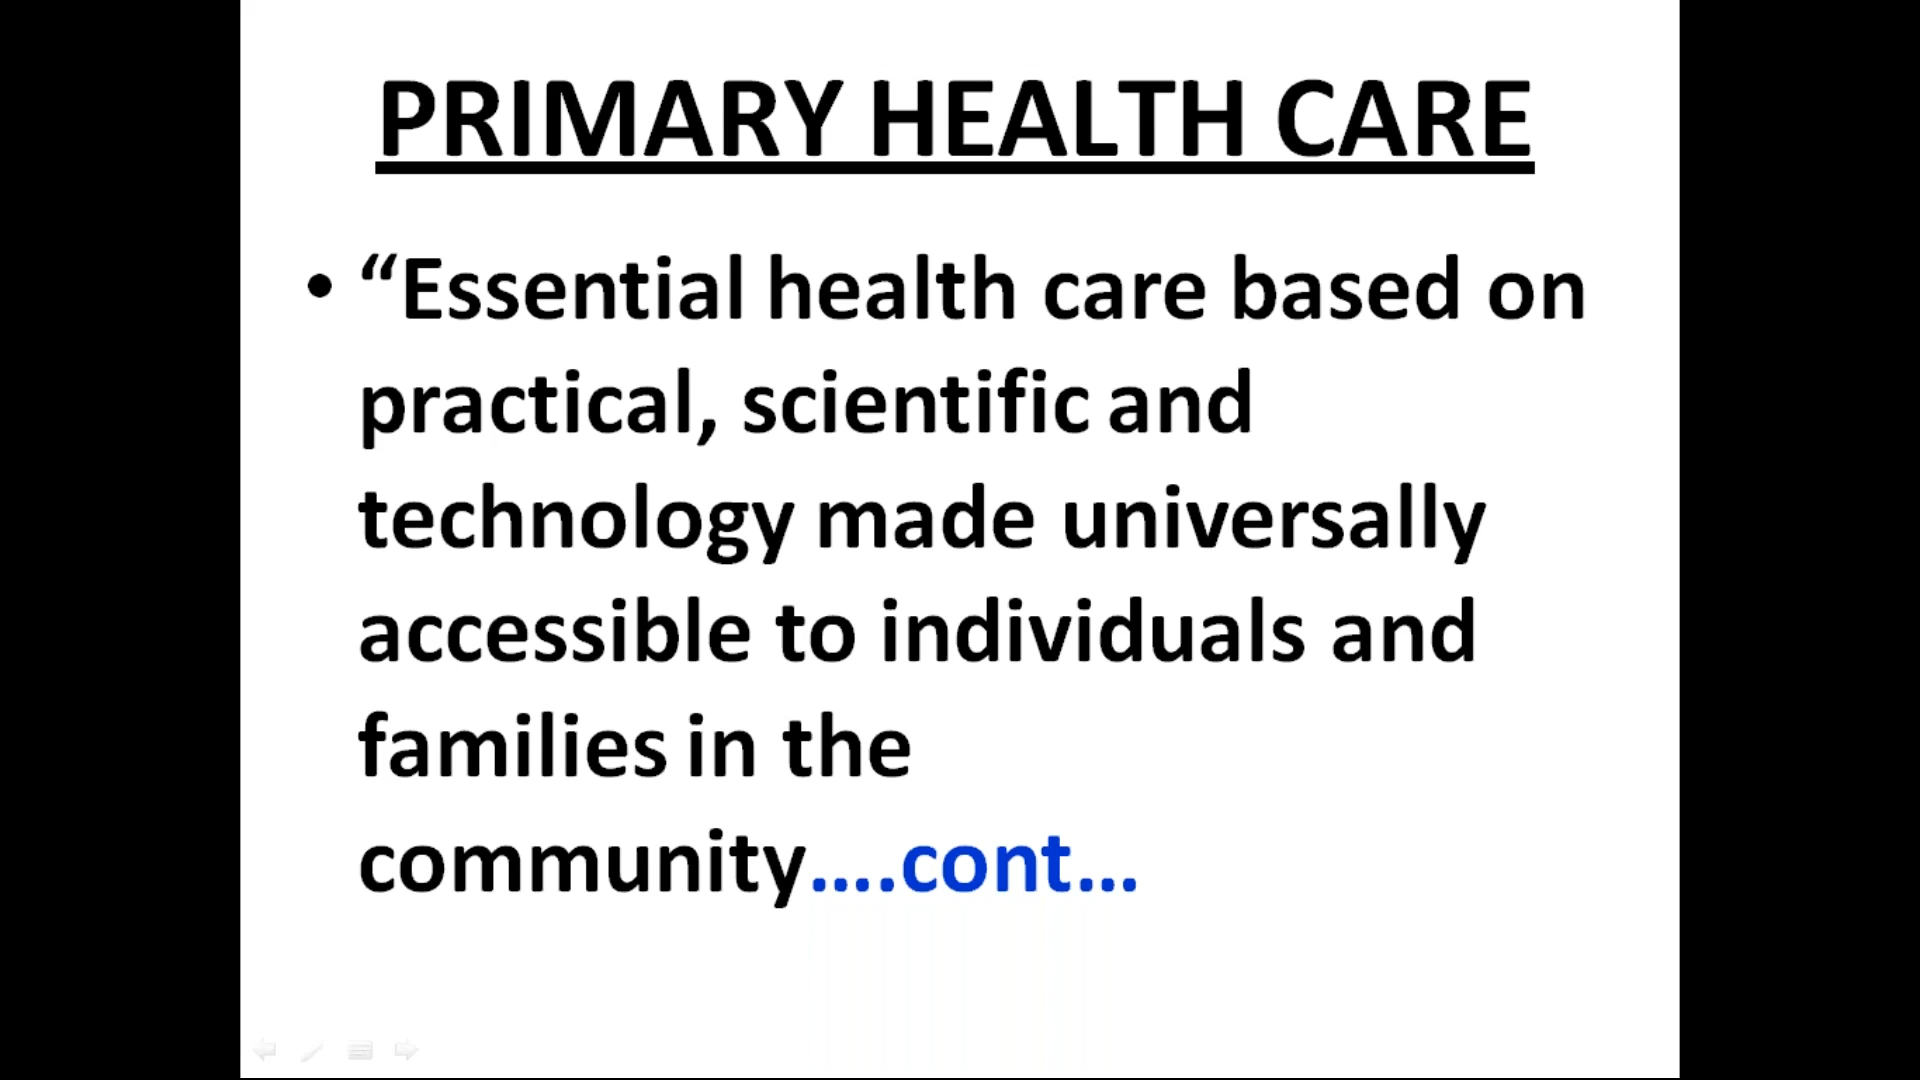 PRIMARY HEALTH CARE
• “Essential health care based on
practical, scientific and
technology made universally
accessible to individuals and
families in the
community....cont...